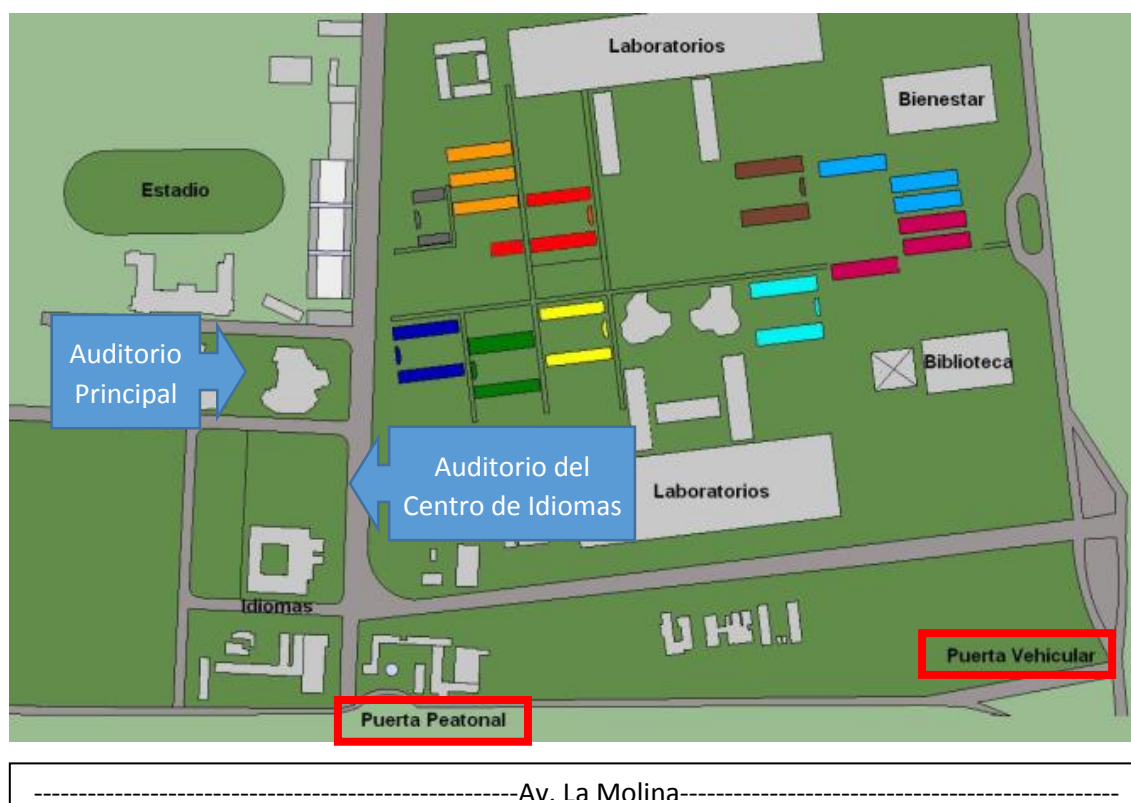 Laboratorios
Bienestar
Estadio
Auditorio
Principal
Biblioteca
Auditorio del
Centro de Idiomas
Laboratorios
Idiomas
Puerta Vehicular
Puerta Peatonal
-------------------------------------------------------Av. La Molina--------------------------------------------------